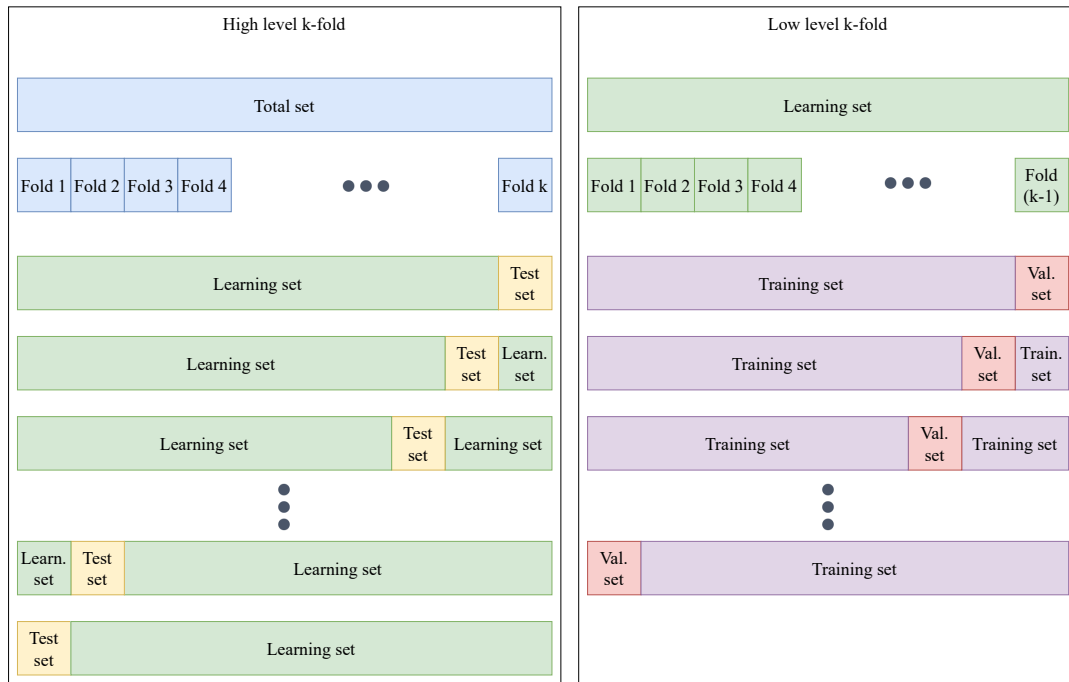 High level k-fold
Total set
Fold 1 Fold 2 Fold 3 Fold 4 Fold k
Learning set Test
set
Learning set Test
set Learn.
set
Learning set Test
set Learning set
Learn.
set Test
set Learning set
Test
set Learning set
Low level k-fold
Learning set
Fold 1 Fold 2 Fold 3 Fold 4 Fold
(k-1)
Training set Val.
set
Training set Val.
set Train.
set
Training set Val.
set Training set
Val.
set Training set